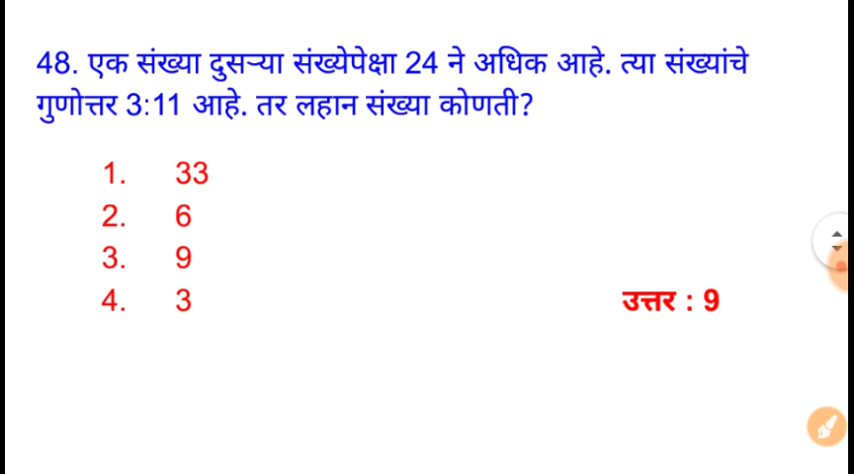 48. एक संख्या दुसऱ्या संख्येपेक्षा 24 ने अधिक आहे. त्या संख्यांचे
गुणोत्तर 3:11 आहे. तर लहान संख्या कोणती?
1. 33
2. 6
3. 9
4. 3
उत्तर : 9